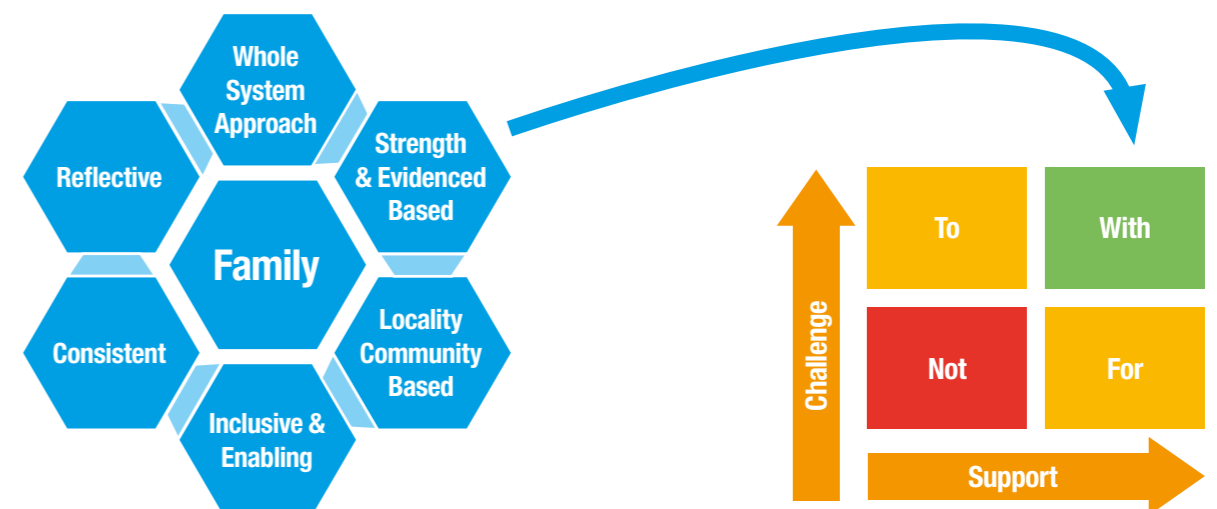 Whole
System
Approach
Strength
& Evidenced
Based
Locality
Community
Based
Inclusive &
Enabling
Consistent
Reflective
Family
To
With
Not
For
Challenge
Support